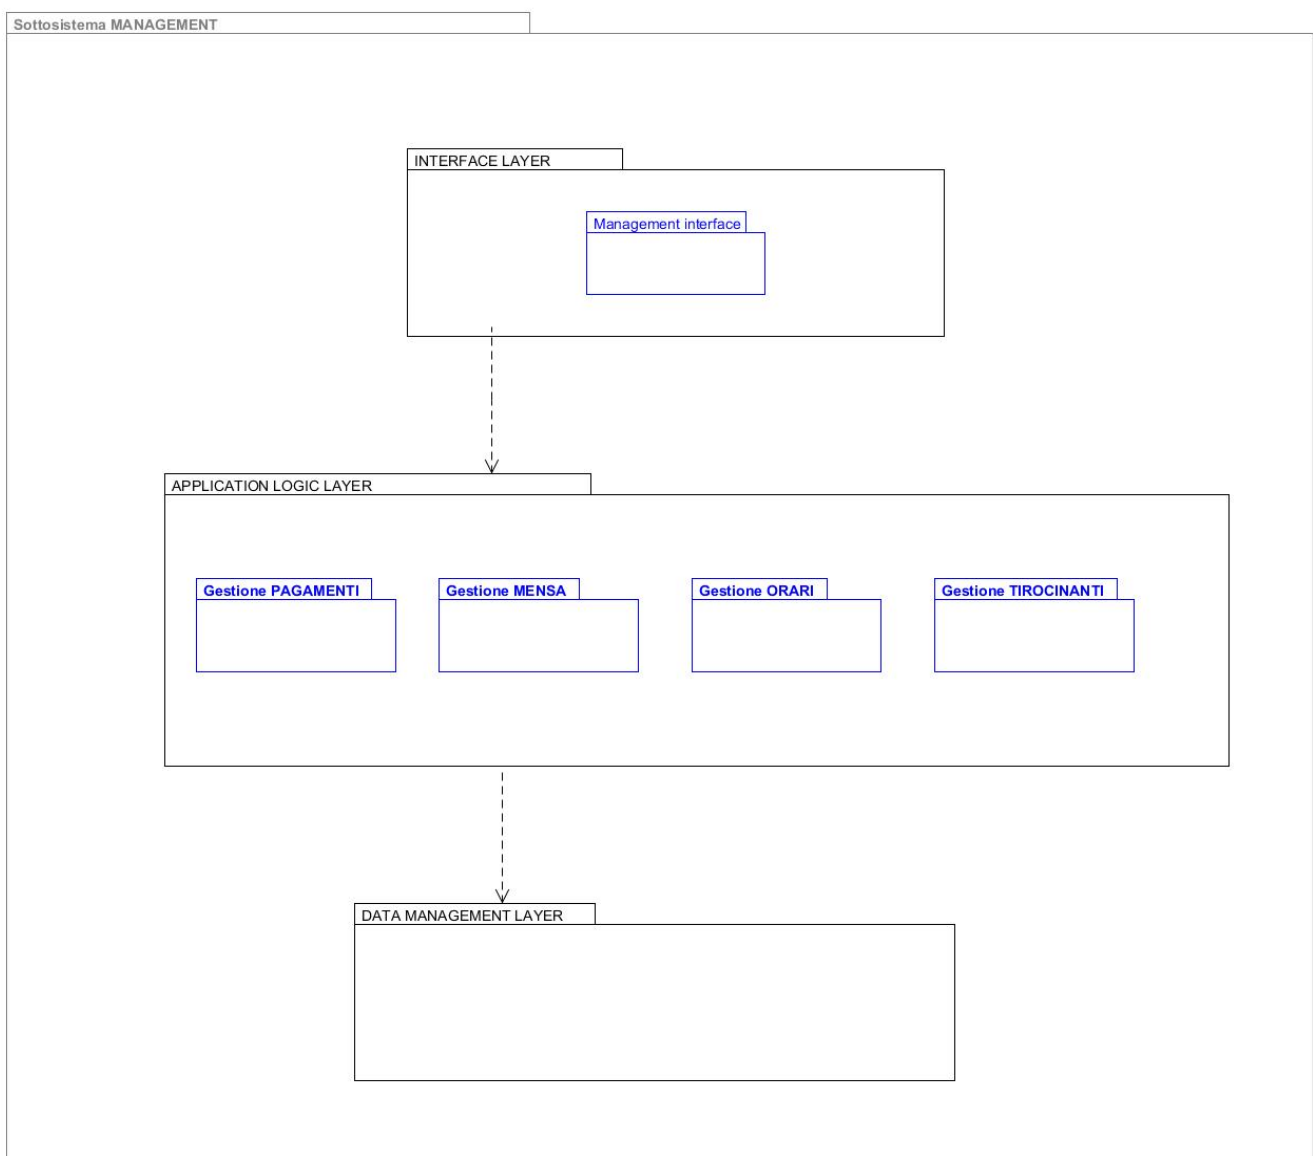 Sottosistema MANAGEMENT
INTERFACE LAYER
Management interface
APPLICATION LOGIC LAYER
Gestione PAGAMENTI
Gestione MENSA
Gestione ORARI
Gestione TIROCINANTI
DATA MANAGEMENT LAYER